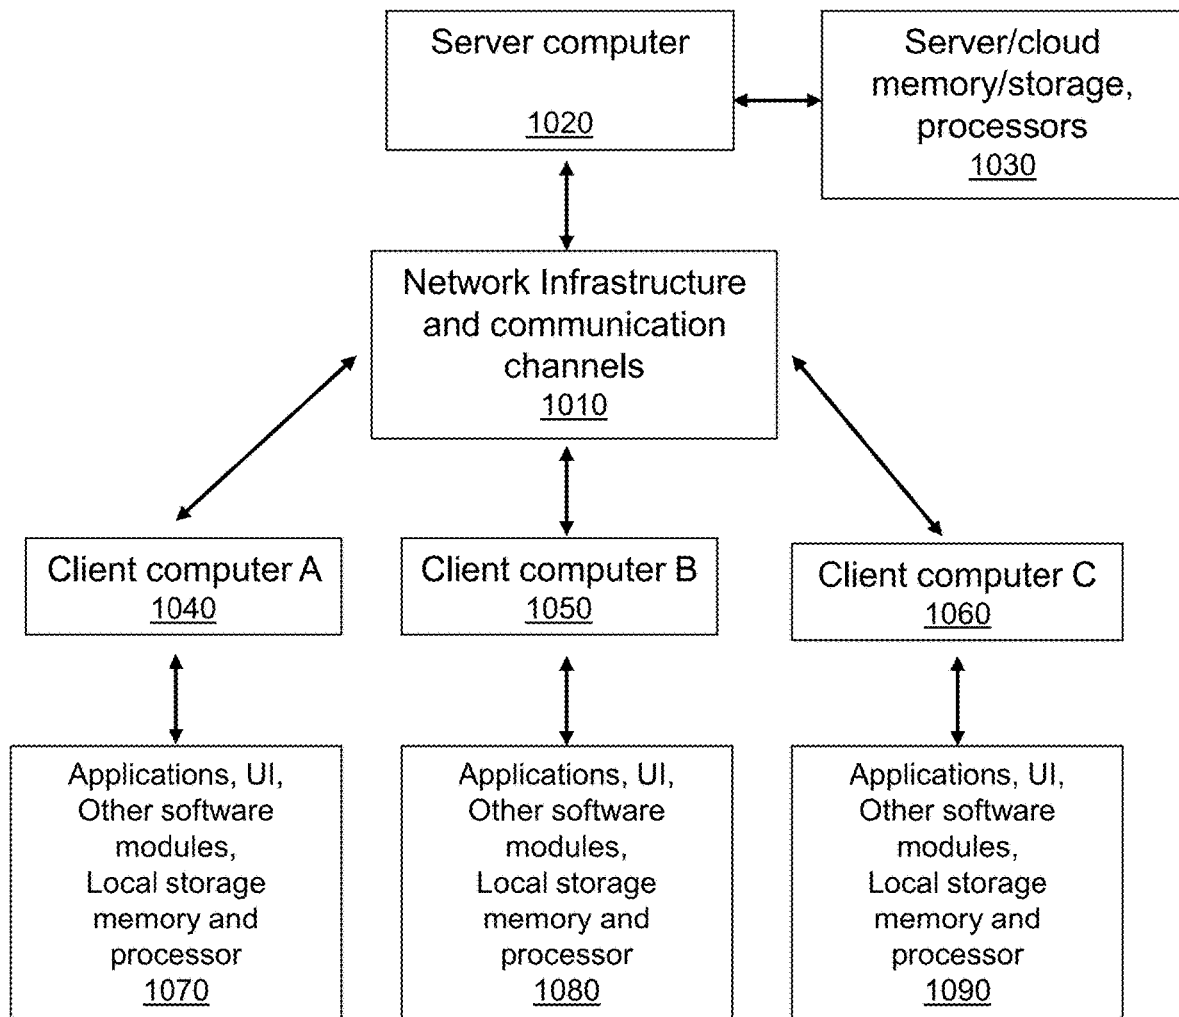 Server computer
1020
Server/cloud
memory/storage,
processors
1030
Network Infrastructure
and communication
channels
1010
Client computer A
1040
Client computer B
1050
Client computer C
1060
Applications, UI,
Other software
modules,
Local storage
memory and
processor
1070
Applications, UI,
Other software
modules,
Local storage
memory and
processor
1080
Applications, UI,
Other software
modules,
Local storage
memory and
processor
1090